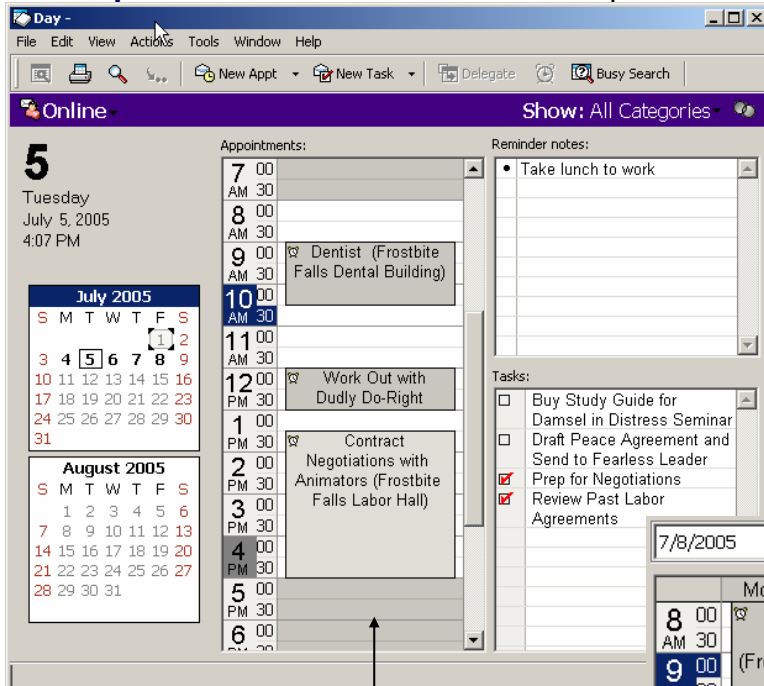 Day -
File Edit View Actions Tools Window Help
New Appt New Task Delegate Busy Search
Online Show: All Categories
5
Tuesday
July 5, 2005
4:07 PM
July 2005
S M T W T F S
1 2
3 4 5 6 7 8 9
10 11 12 13 14 15 16
17 18 19 20 21 22 23
24 25 26 27 28 29 30
31
August 2005
S M T W T F S
1 2 3 4 5 6
7 8 9 10 11 12 13
14 15 16 17 18 19 20
21 22 23 24 25 26 27
28 29 30 31
Appointments:
7 00
AM 30
8 00
AM 30
9 00
AM 30
10 00
AM 30
11 00
AM 30
12 00
PM 30
1 00
PM 30
2 00
PM 30
3 00
PM 30
4 00
PM 30
5 00
PM 30
6 00
Dentist (Frostbite
Falls Dental Building)
Work Out with
Dudly Do-Right
Contract
Negotiations with
Animators (Frostbite
Falls Labor Hall)
Reminder notes:
• Take lunch to work
Tasks:
Buy Study Guide for
Damsel in Distress Seminar
Draft Peace Agreement and
Send to Fearless Leader
Prep for Negotiations
Review Past Labor
Agreements
7/8/2005
Mo
8 00
AM 30
9 00
(Fr